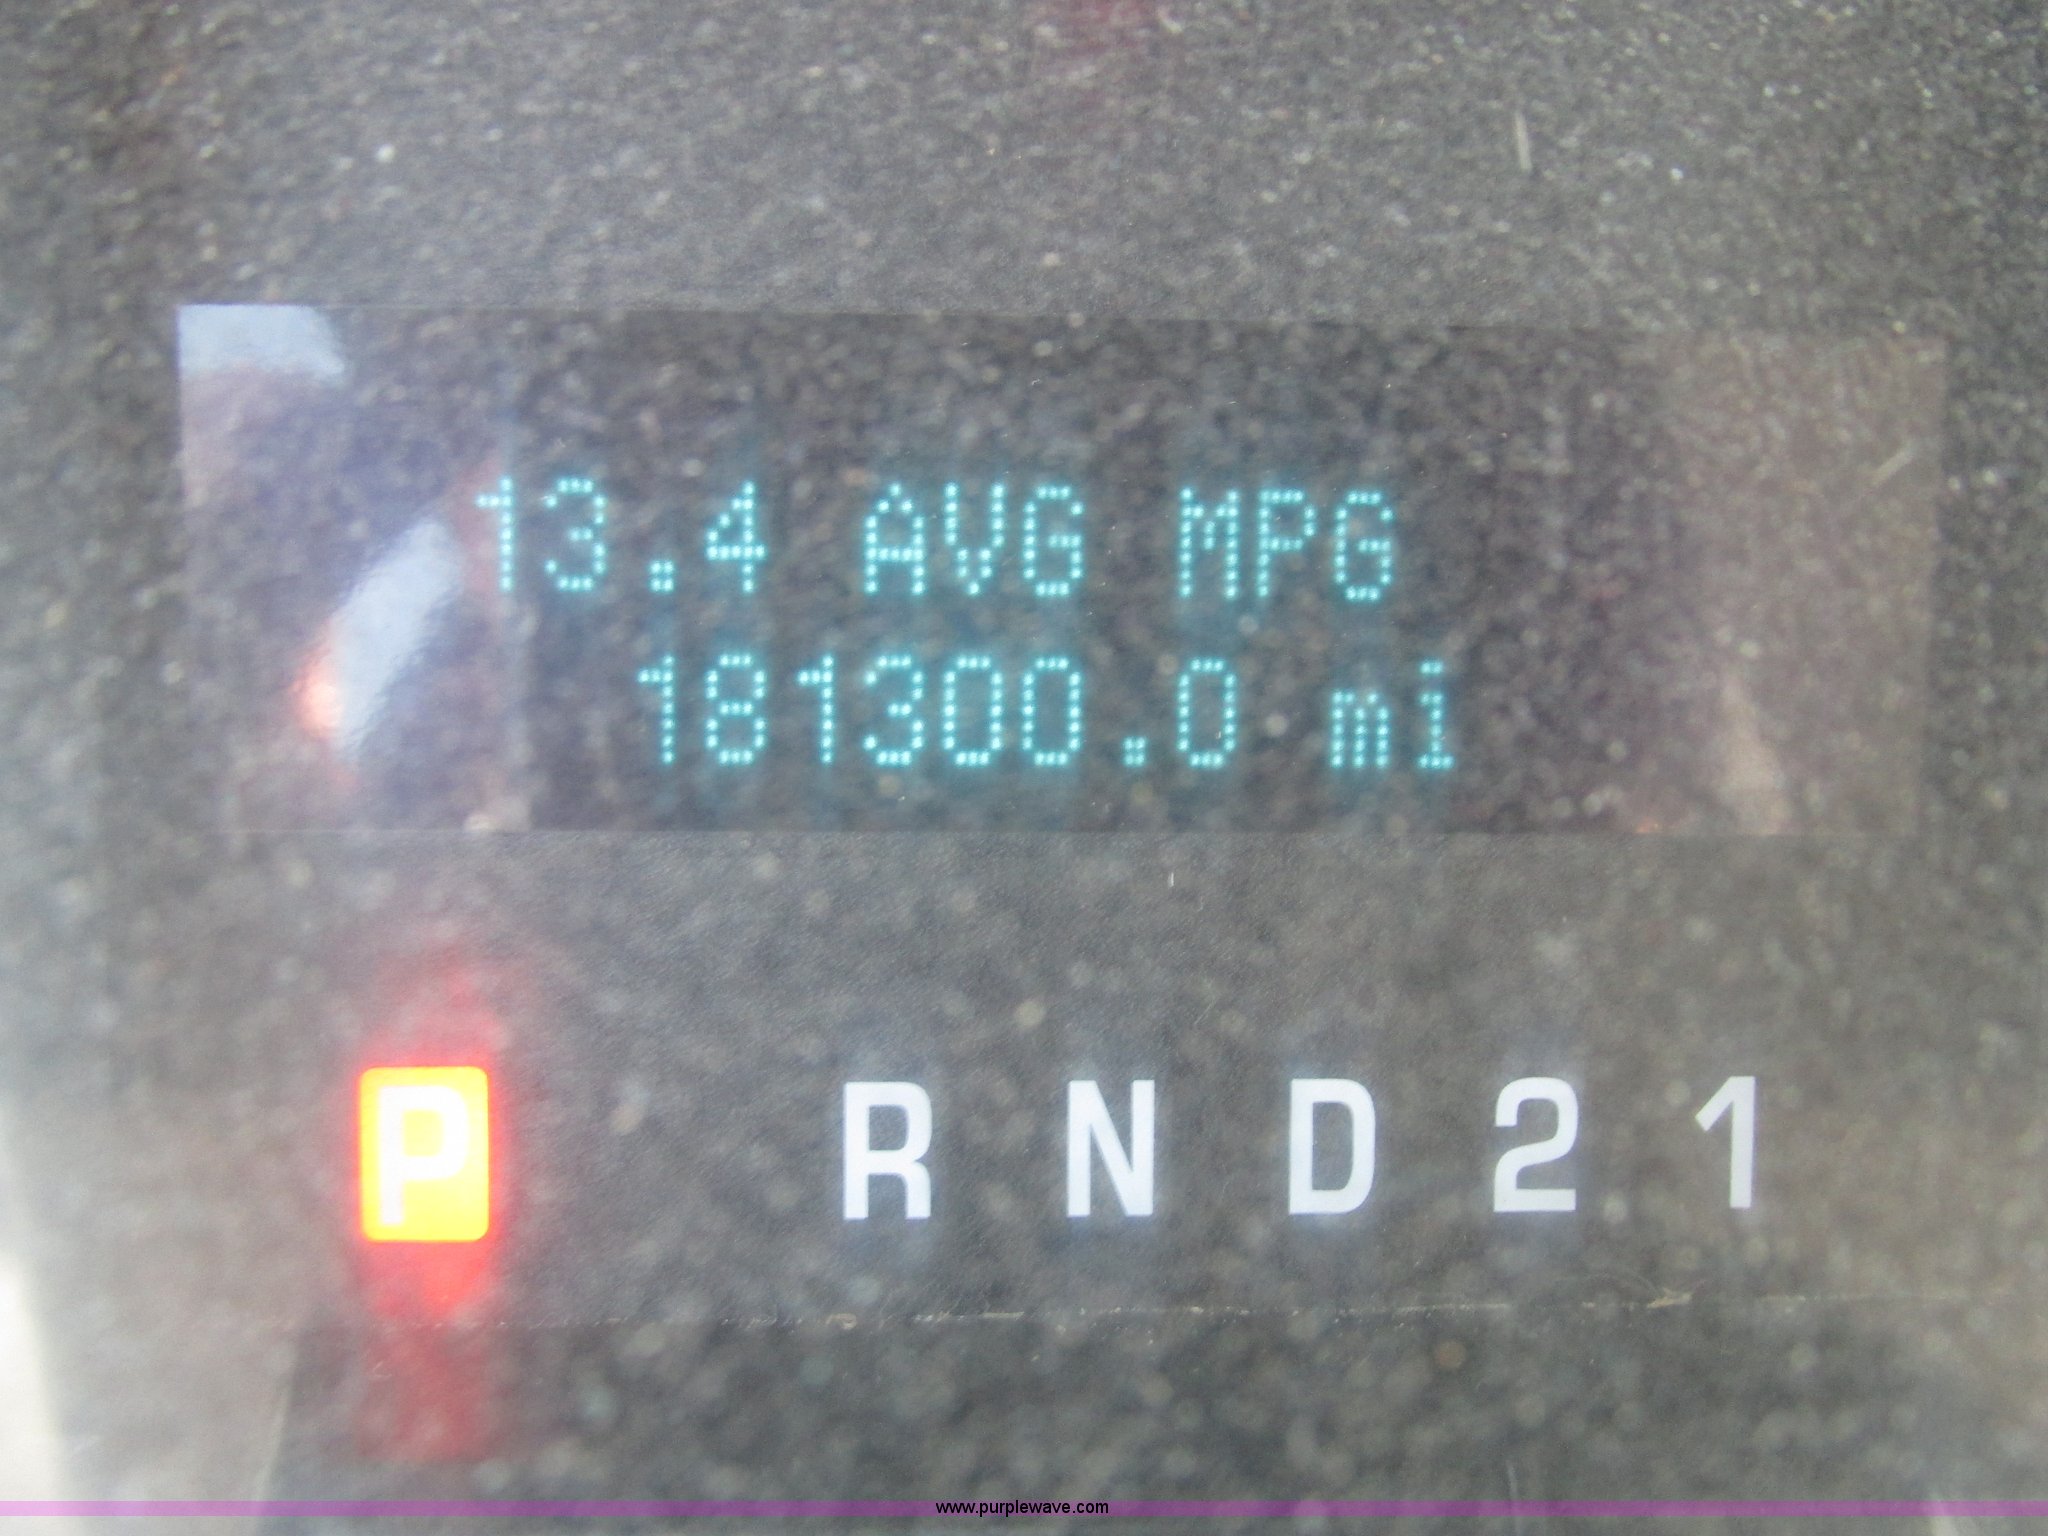 13.4 AVG MPG
181300.0 mi
P R N D 2 1
www.purplewave.com